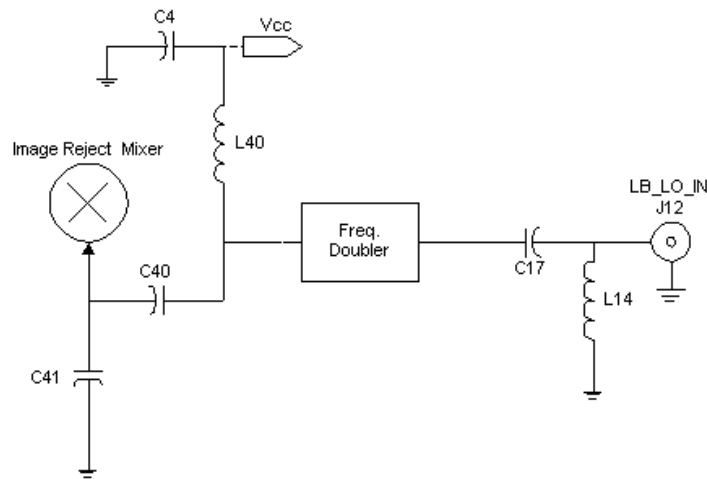 C4
Vcc
L40
Image Reject Mixer
LB_LO_IN
J12
Freq.
Doubler
C40
C17
L14
C41